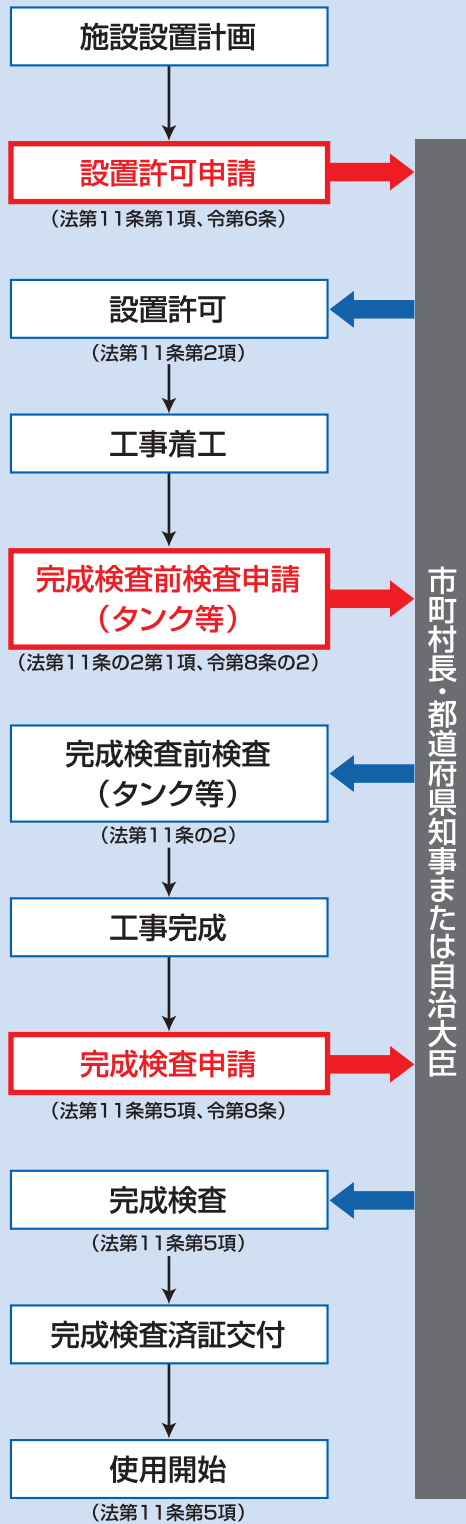 施設設置計画
設置許可申請
(法第11条第1項、令第6条)
設置許可
(法第11条第2項)
工事着工
完成検査前検査申請
(タンク等)
(法第11条の2第1項、令第8条の2)
完成検査前検査
(タンク等)
(法第11条の2)
工事完成
完成検査申請
(法第11条第5項、令第8条)
完成検査
(法第11条第5項)
完成検査済証交付
使用開始
(法第11条第5項)
市町村長・都道府県知事または自治大臣